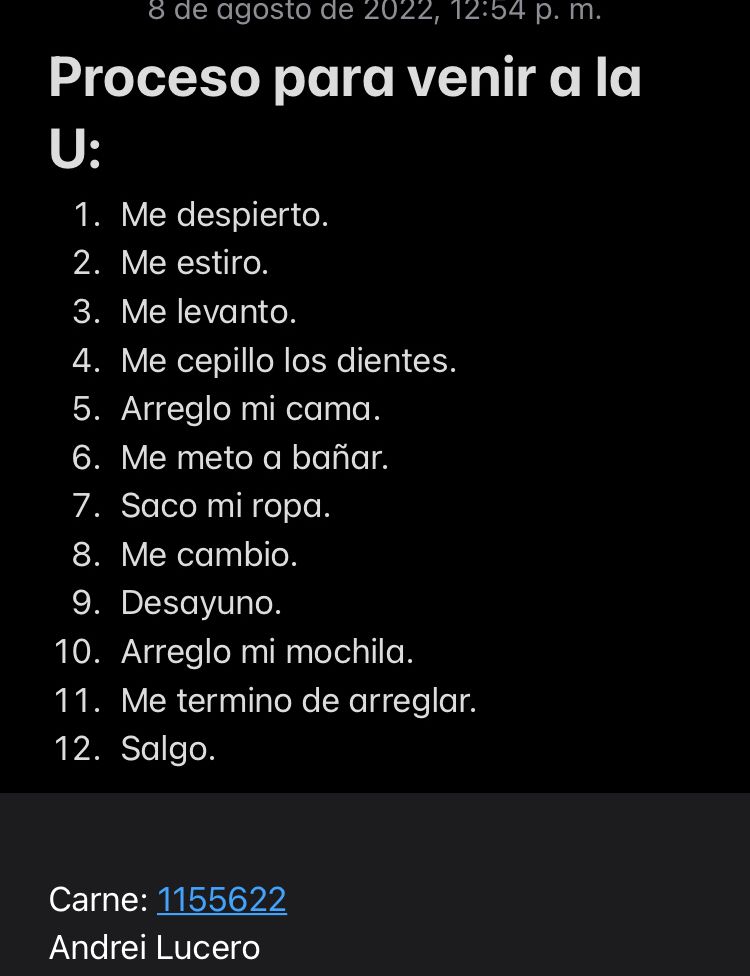 8 de agosto de 2022, 12:54 p. m.
Proceso para venir a la
U:
1. Me despierto.
2. Me estiro.
3. Me levanto.
4. Me cepillo los dientes.
5. Arreglo mi cama.
6. Me meto a bañar.
7. Saco mi ropa.
8. Me cambio.
9. Desayuno.
10. Arreglo mi mochila.
11. Me termino de arreglar.
12. Salgo.
Carne: 1155622
Andrei Lucero